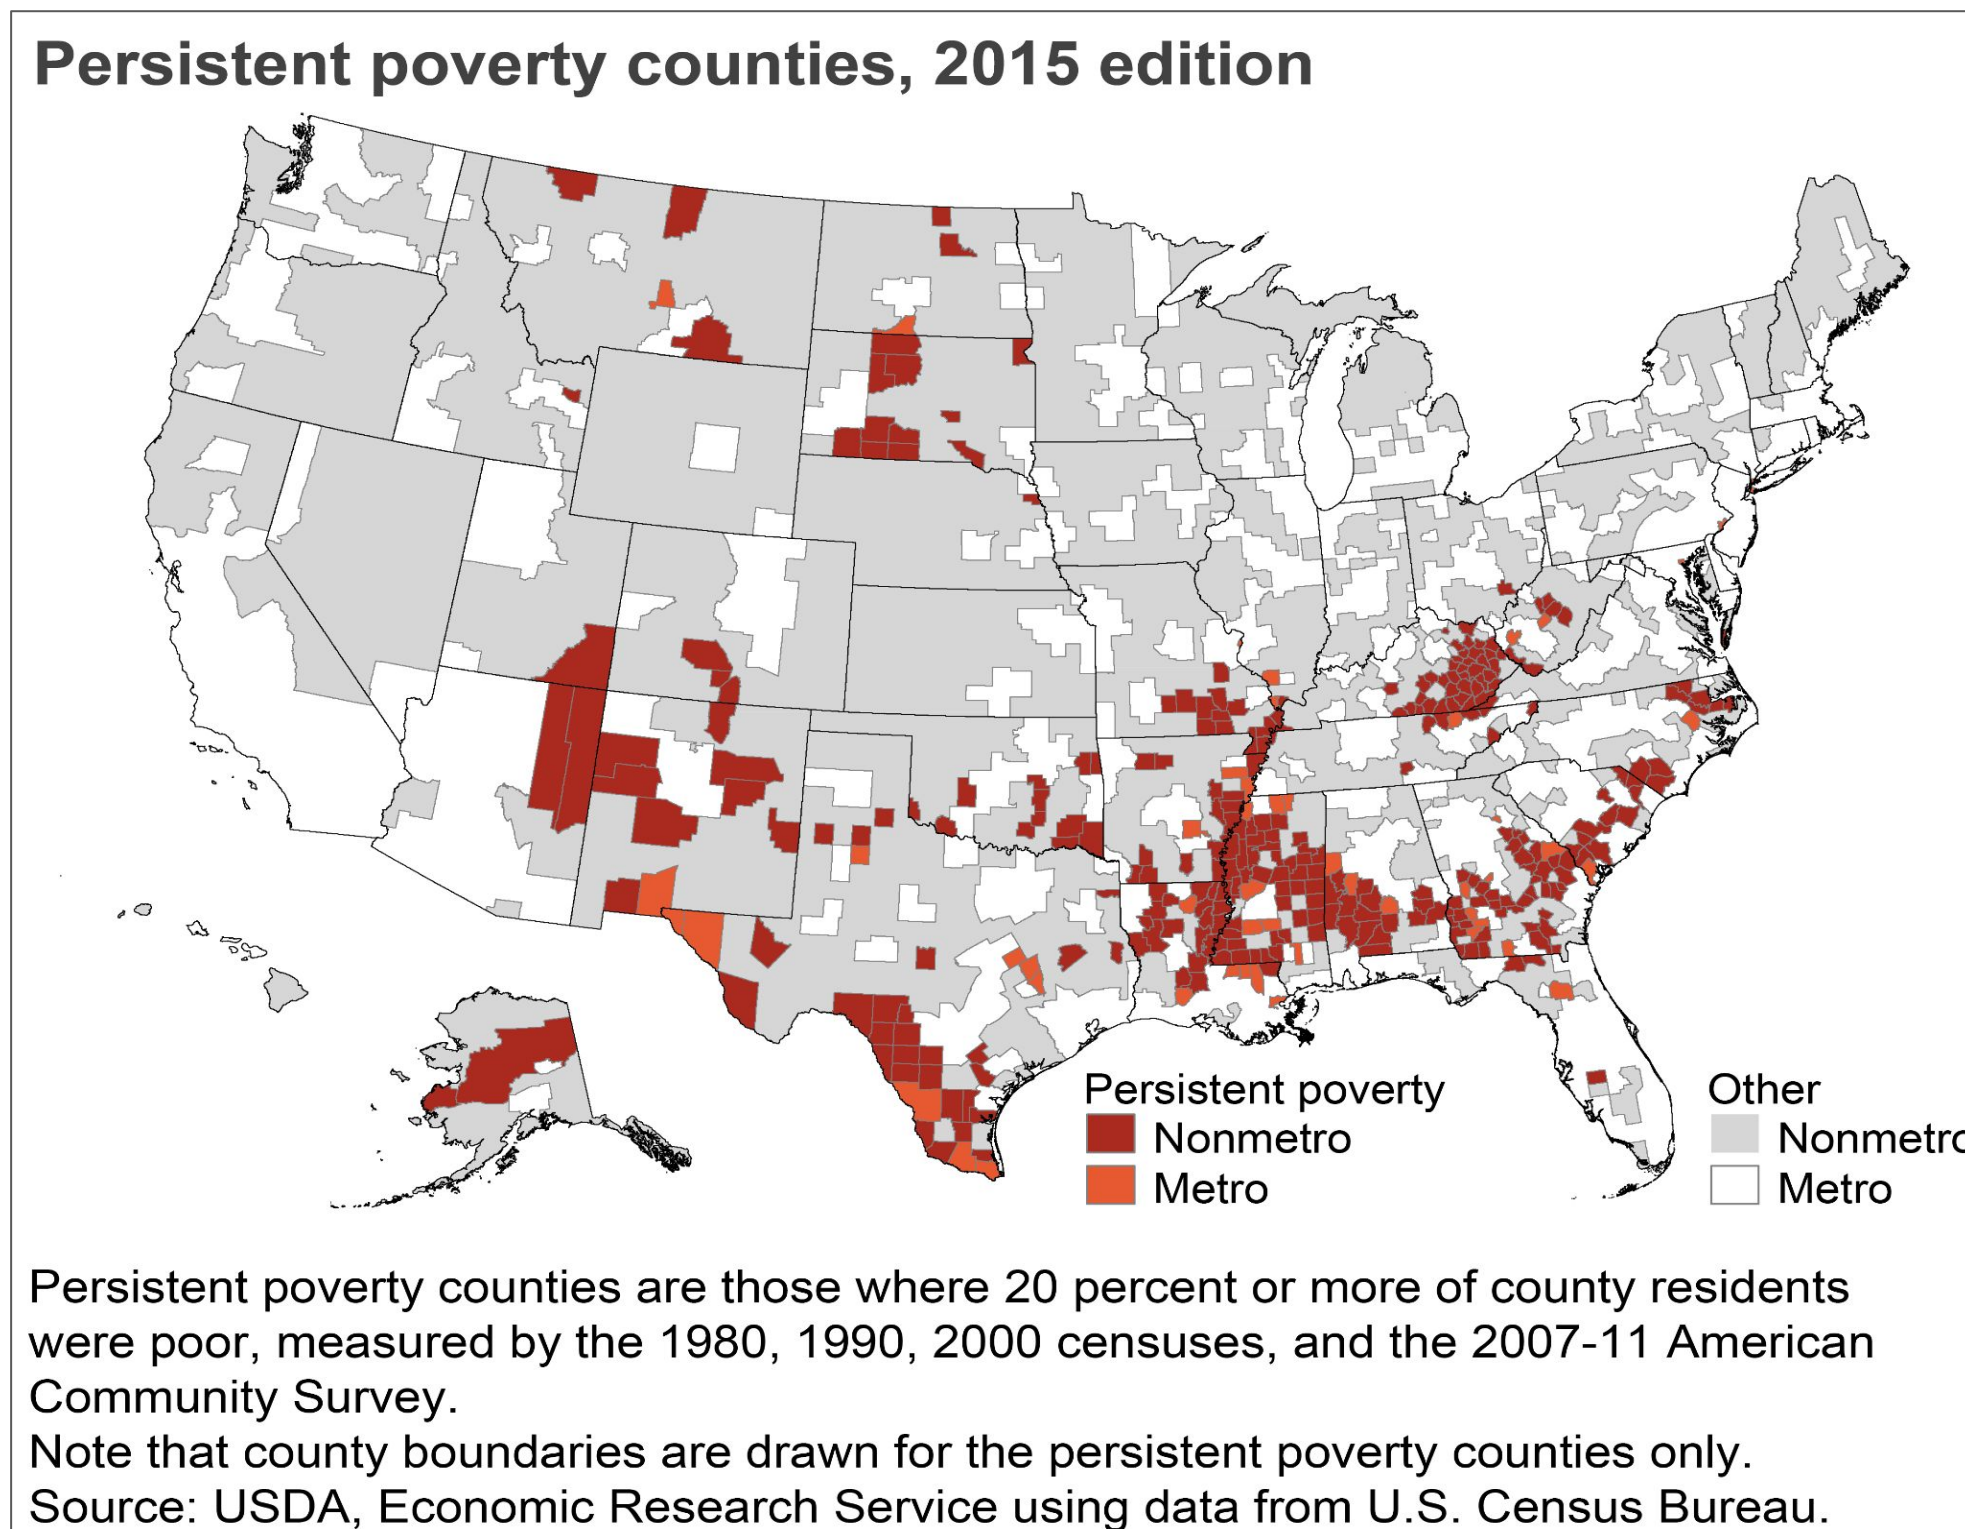 Persistent poverty counties, 2015 edition
Persistent poverty
Nonmetro
Metro
Other
Nonmetro
Metro
Persistent poverty counties are those where 20 percent or more of county residents
were poor, measured by the 1980, 1990, 2000 censuses, and the 2007-11 American
Community Survey.
Note that county boundaries are drawn for the persistent poverty counties only.
Source: USDA, Economic Research Service using data from U.S. Census Bureau.